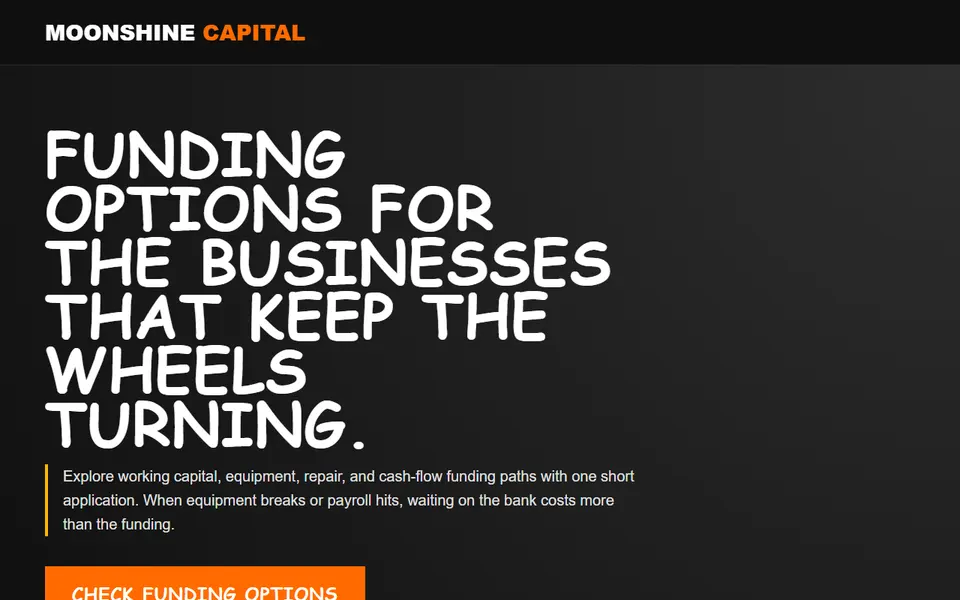 MOONSHINE CAPITAL
FUNDING
OPTIONS FOR
THE BUSINESSES
THAT KEEP THE
WHEELS
TURNING.
Explore working capital, equipment, repair, and cash-flow funding paths with one short
application. When equipment breaks or payroll hits, waiting on the bank costs more
than the funding.
CHECK FUNDING OPTIONS